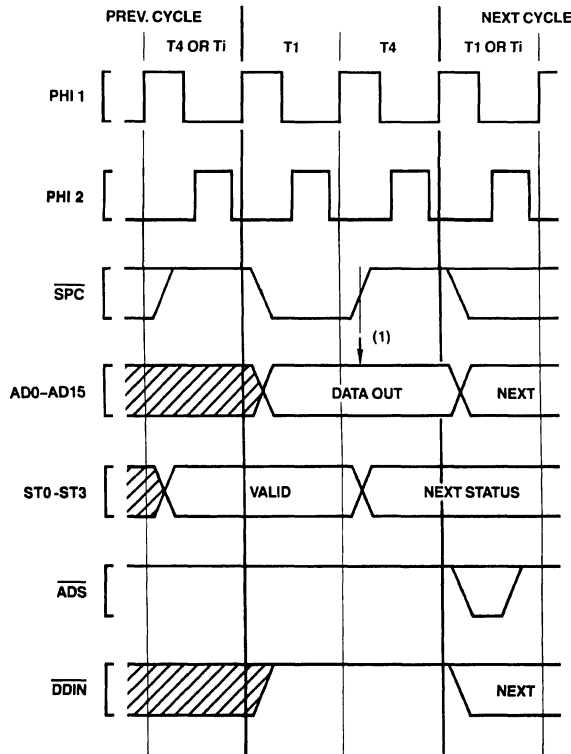 PREV. CYCLE NEXT CYCLE
T4 OR Ti T1 T4 T1 OR Ti
PHI 1
PHI 2
SPC
(1)
AD0-AD15 DATA OUT NEXT
ST0-ST3 VALID NEXT STATUS
ADS
DDIN NEXT